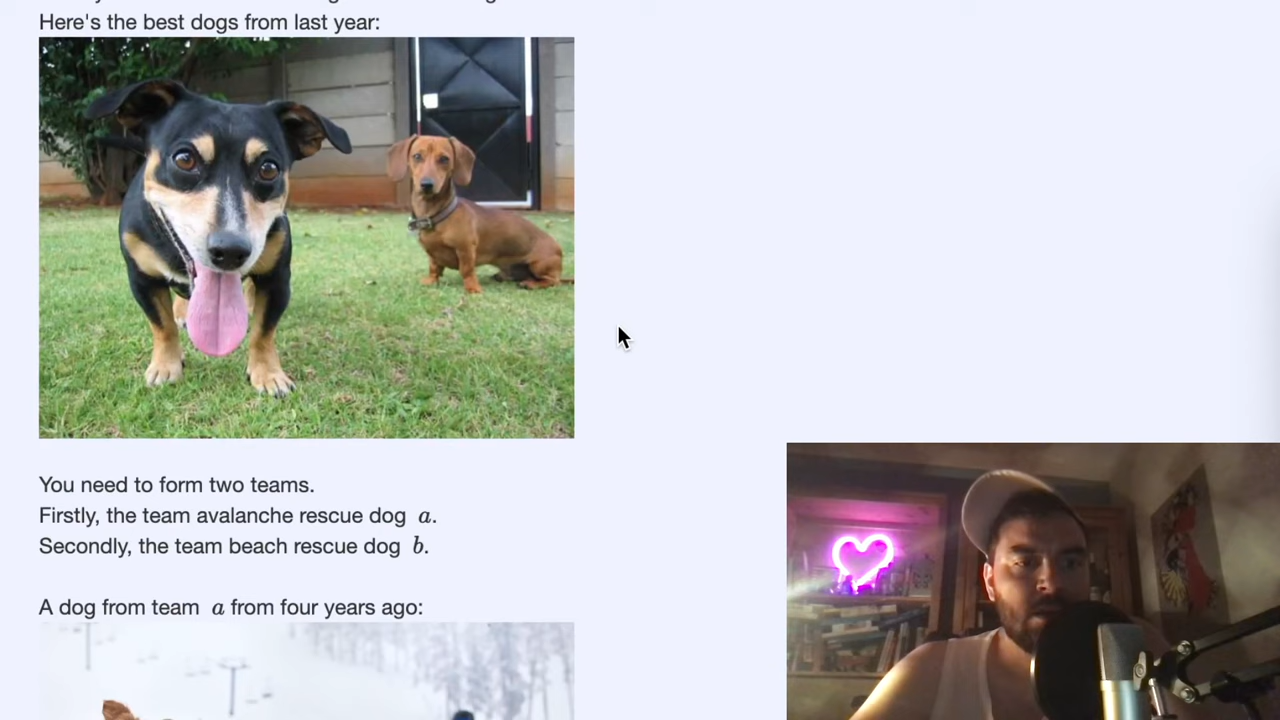 Here's the best dogs from last year:
You need to form two teams.
Firstly, the team avalanche rescue dog a.
Secondly, the team beach rescue dog b.
A dog from team a from four years ago: